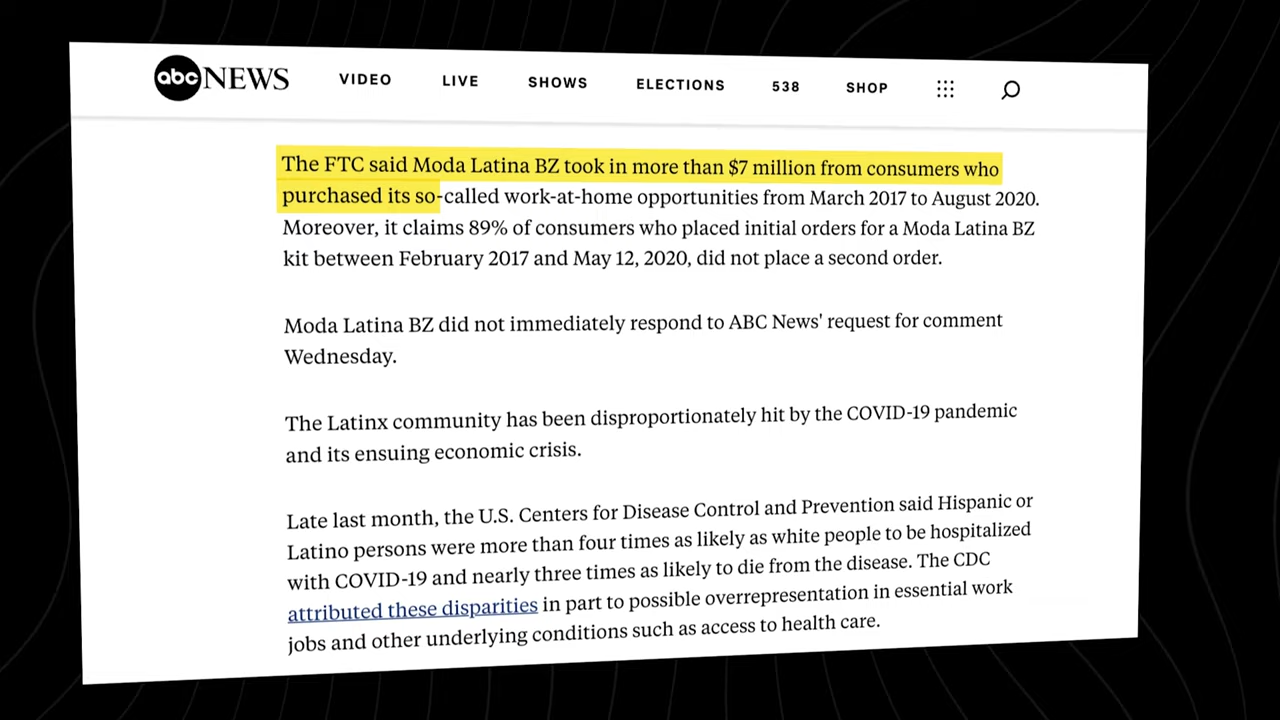 abc NEWS VIDEO LIVE SHOWS ELECTIONS 538 SHOP
The FTC said Moda Latina BZ took in more than $7 million from consumers who
purchased its so-called work-at-home opportunities from March 2017 to August 2020.
Moreover, it claims 89% of consumers who placed initial orders for a Moda Latina BZ
kit between February 2017 and May 12, 2020, did not place a second order.
Moda Latina BZ did not immediately respond to ABC News' request for comment
Wednesday.
The Latinx community has been disproportionately hit by the COVID-19 pandemic
and its ensuing economic crisis.
Late last month, the U.S. Centers for Disease Control and Prevention said Hispanic or
Latino persons were more than four times as likely as white people to be hospitalized
with COVID-19 and nearly three times as likely to die from the disease. The CDC
attributed these disparities in part to possible overrepresentation in essential work
jobs and other underlying conditions such as access to health care.